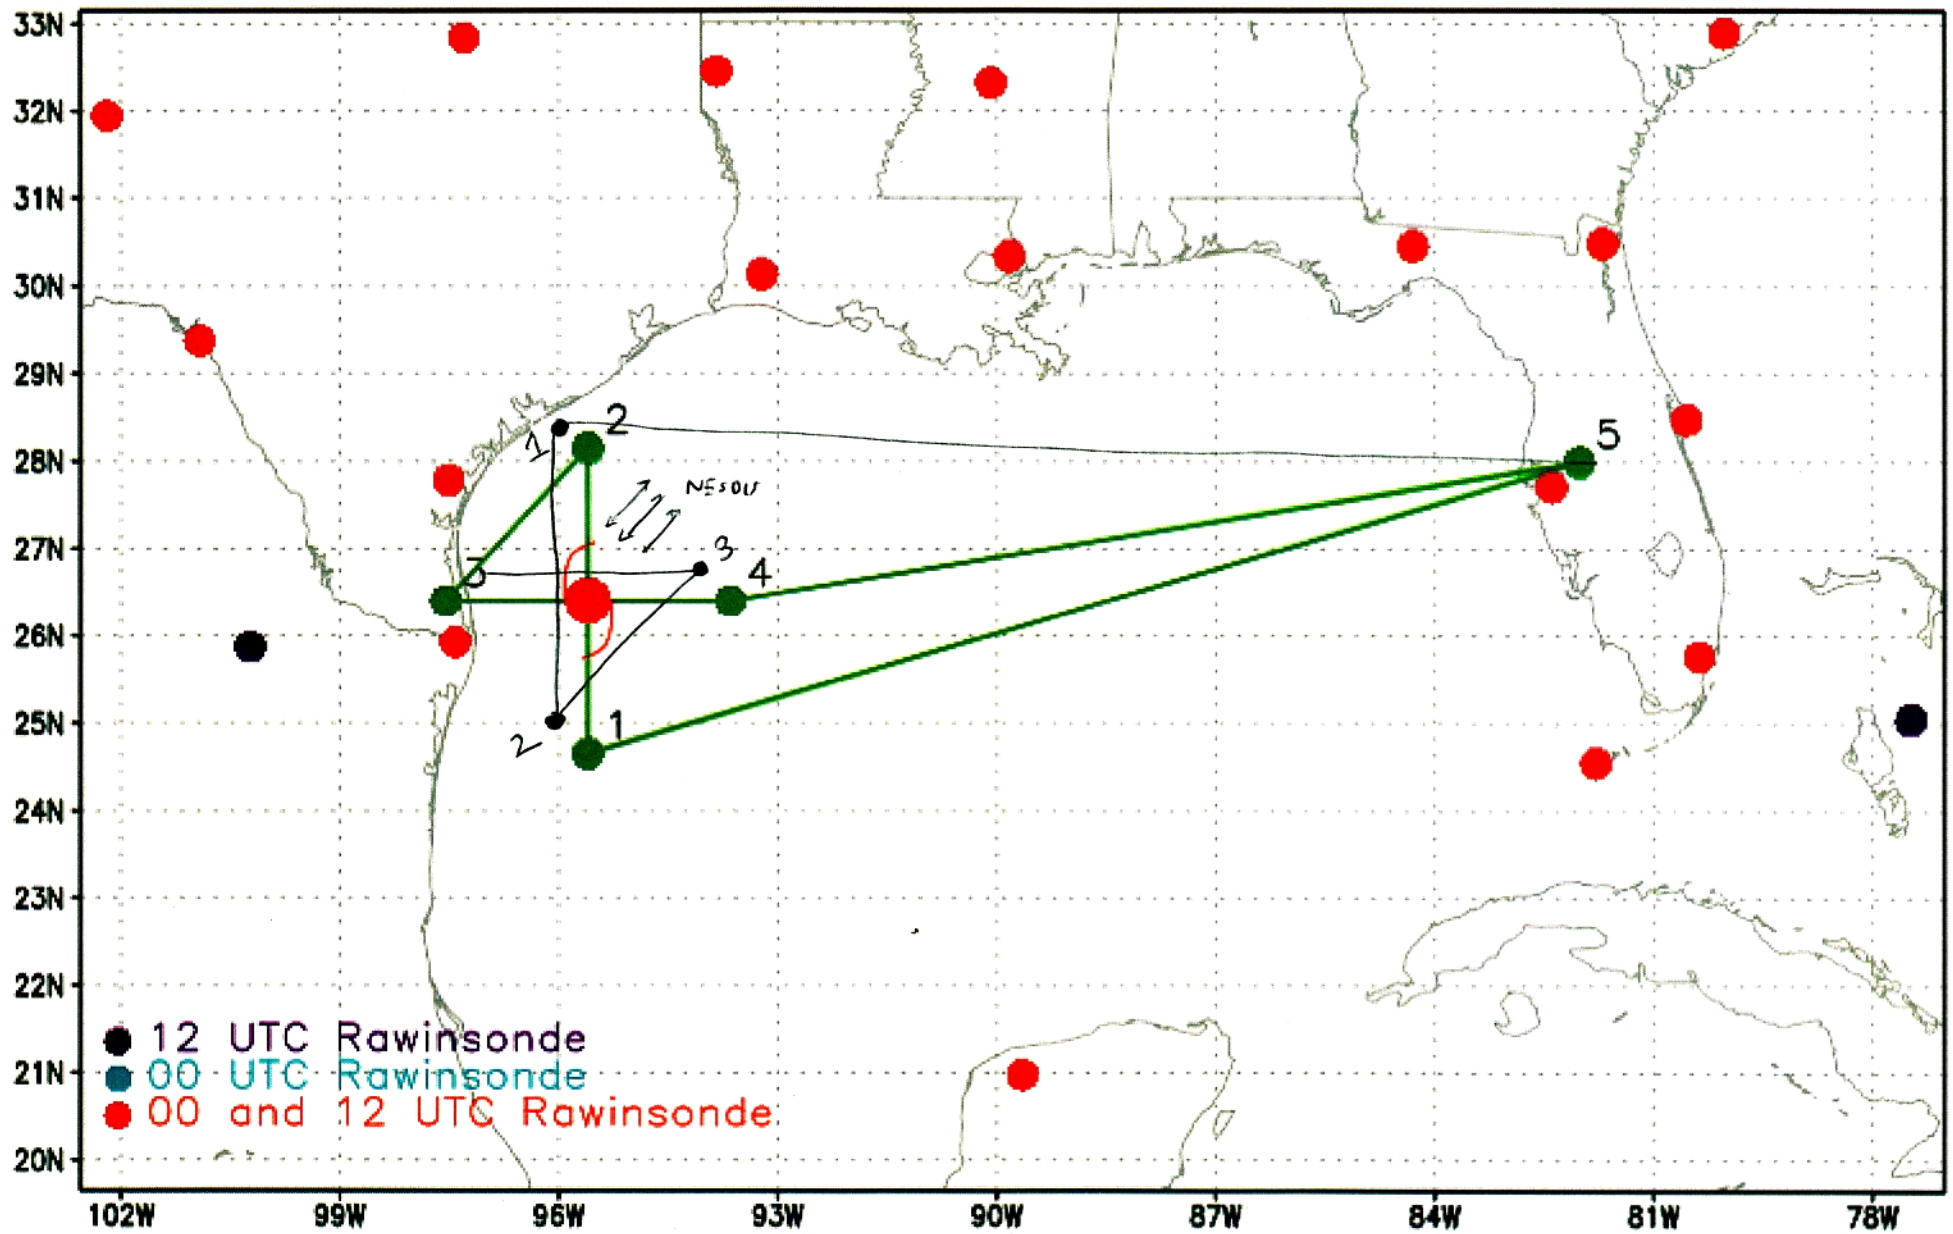 33N
32N
31N
30N
29N
28N
27N
26N
25N
24N
23N
22N
21N
20N
1
2
5
NESDIS
3
3
4
2
1
12 UTC Rawinsonde
00 UTC Rawinsonde
00 and 12 UTC Rawinsonde
102W 99W 96W 93W 90W 87W 84W 81W 78W